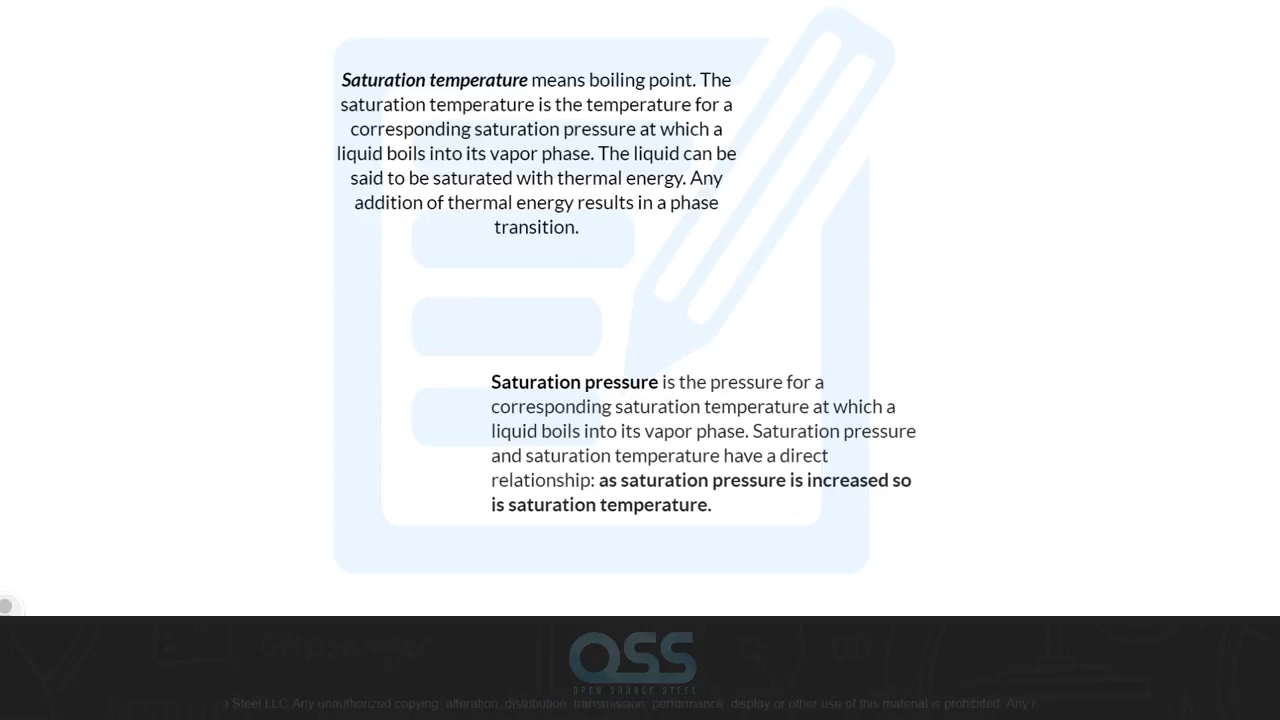 Saturation temperature means boiling point. The
saturation temperature is the temperature for a
corresponding saturation pressure at which a
liquid boils into its vapor phase. The liquid can be
said to be saturated with thermal energy. Any
addition of thermal energy results in a phase
transition.
Saturation pressure is the pressure for a
corresponding saturation temperature at which a
liquid boils into its vapor phase. Saturation pressure
and saturation temperature have a direct
relationship: as saturation pressure is increased so
is saturation temperature.
OSS
OPEN SOURCE STEEL
a Steel LLC Any unauthorized copying, alteration, distribution, transmission, performance, display or other use of this material is prohibited. Any